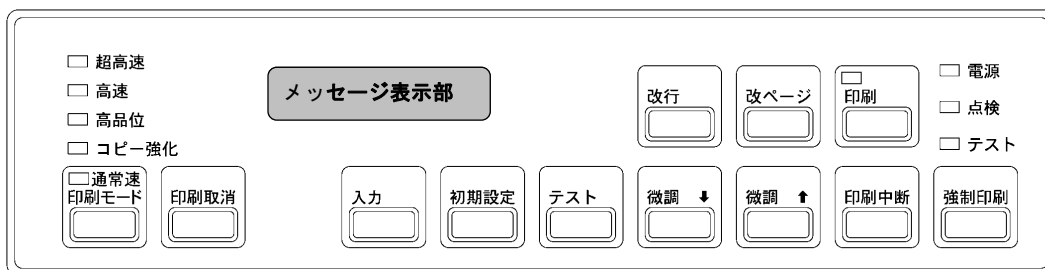 超高速
高速
高品位
コピー強化
通常速
印刷モード
印刷取消
メッセージ表示部
入力
初期設定
テスト
改行
改ページ
印刷
微調 ⬇
微調 ⬆
印刷中断
強制印刷
電源
点検
テスト